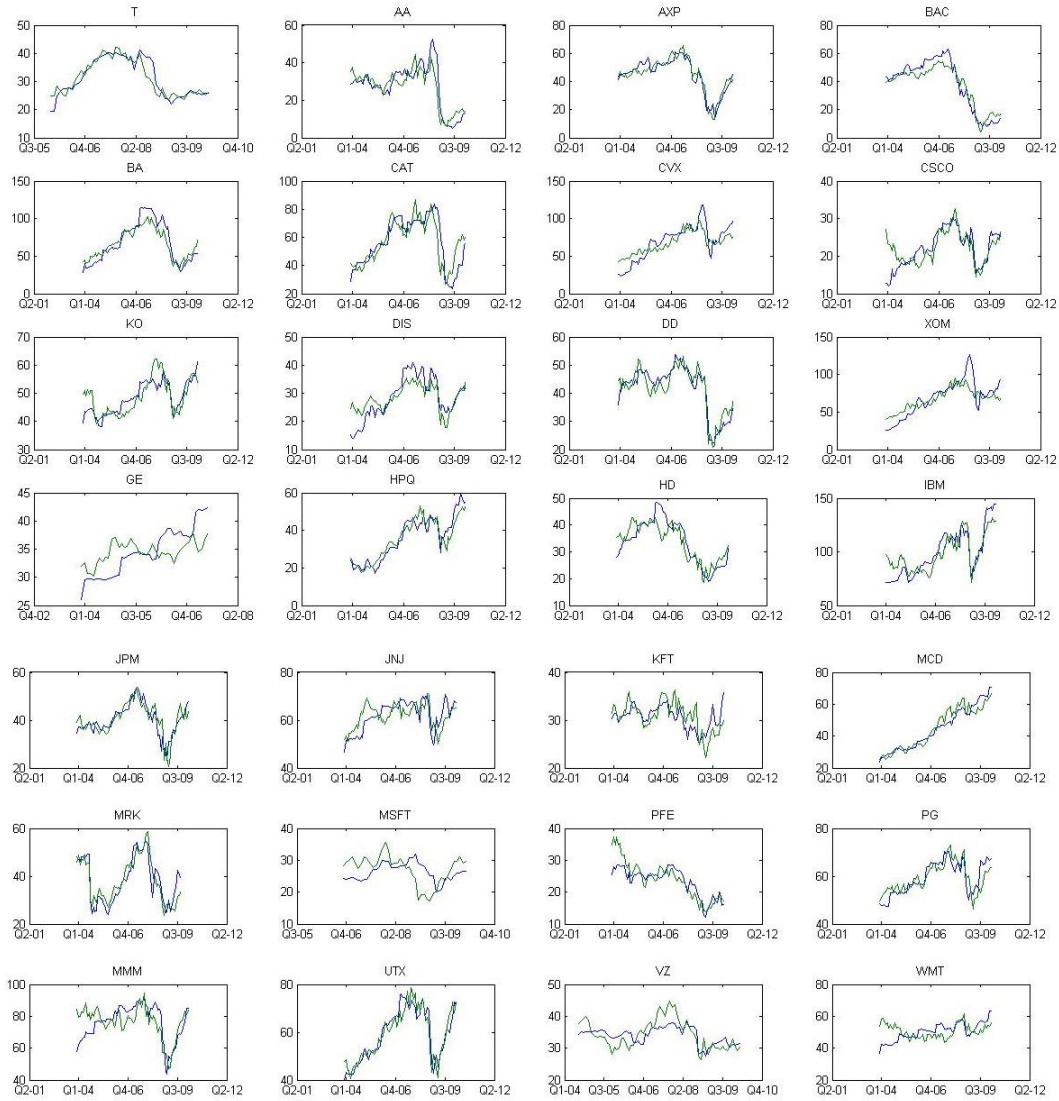 T AA AXP BAC
50 60 80 80
40 40 60 60
30 40 40
20 20 20 20
10 0 0 0
Q3-05 Q4-06 Q2-08 Q3-09 Q4-10 Q2-01 Q1-04 Q4-06 Q3-09 Q2-12 Q2-01 Q1-04 Q4-06 Q3-09 Q2-12 Q2-01 Q1-04 Q4-06 Q3-09 Q2-12
BA CAT CVX CSCO
150 100 150 40
100 80 100 30
60
50 40 50 20
0 20 0 10
Q2-01 Q1-04 Q4-06 Q3-09 Q2-12 Q2-01 Q1-04 Q4-06 Q3-09 Q2-12 Q2-01 Q1-04 Q4-06 Q3-09 Q2-12 Q2-01 Q1-04 Q4-06 Q3-09 Q2-12
KO DIS DD XOM
70 50 60 150
60 40 50 100
50 30 40
40 20 30 50
30 10 20 0
Q2-01 Q1-04 Q4-06 Q3-09 Q2-12 Q2-01 Q1-04 Q4-06 Q3-09 Q2-12 Q2-01 Q1-04 Q4-06 Q3-09 Q2-12 Q2-01 Q1-04 Q4-06 Q3-09 Q2-12
GE HPQ HD IBM
45 60 50 150
40 40 40
35 30 100
30 20 20
25 0 10 50
Q4-02 Q1-04 Q3-05 Q4-06 Q2-08 Q2-01 Q1-04 Q4-06 Q3-09 Q2-12 Q2-01 Q1-04 Q4-06 Q3-09 Q2-12 Q2-01 Q1-04 Q4-06 Q3-09 Q2-12
JPM JNJ KFT MCD
60 80 40 80
40 60 30 60
40
20 40 20 20
Q2-01 Q1-04 Q4-06 Q3-09 Q2-12 Q2-01 Q1-04 Q4-06 Q3-09 Q2-12 Q2-01 Q1-04 Q4-06 Q3-09 Q2-12 Q2-01 Q1-04 Q4-06 Q3-09 Q2-12
MRK MSFT PFE PG
60 40 40 80
40 30 30 60
20 20
20 10 10 40
Q2-01 Q1-04 Q4-06 Q3-09 Q2-12 Q3-05 Q4-06 Q2-08 Q3-09 Q4-10 Q2-01 Q1-04 Q4-06 Q3-09 Q2-12 Q2-01 Q1-04 Q4-06 Q3-09 Q2-12
MMM UTX VZ WMT
100 80 50 80
80 60 40 60
60 30 40
40 40 20 20
Q2-01 Q1-04 Q4-06 Q3-09 Q2-12 Q2-01 Q1-04 Q4-06 Q3-09 Q2-12 Q1-04 Q3-05 Q4-06 Q2-08 Q3-09 Q4-10 Q2-01 Q1-04 Q4-06 Q3-09 Q2-12